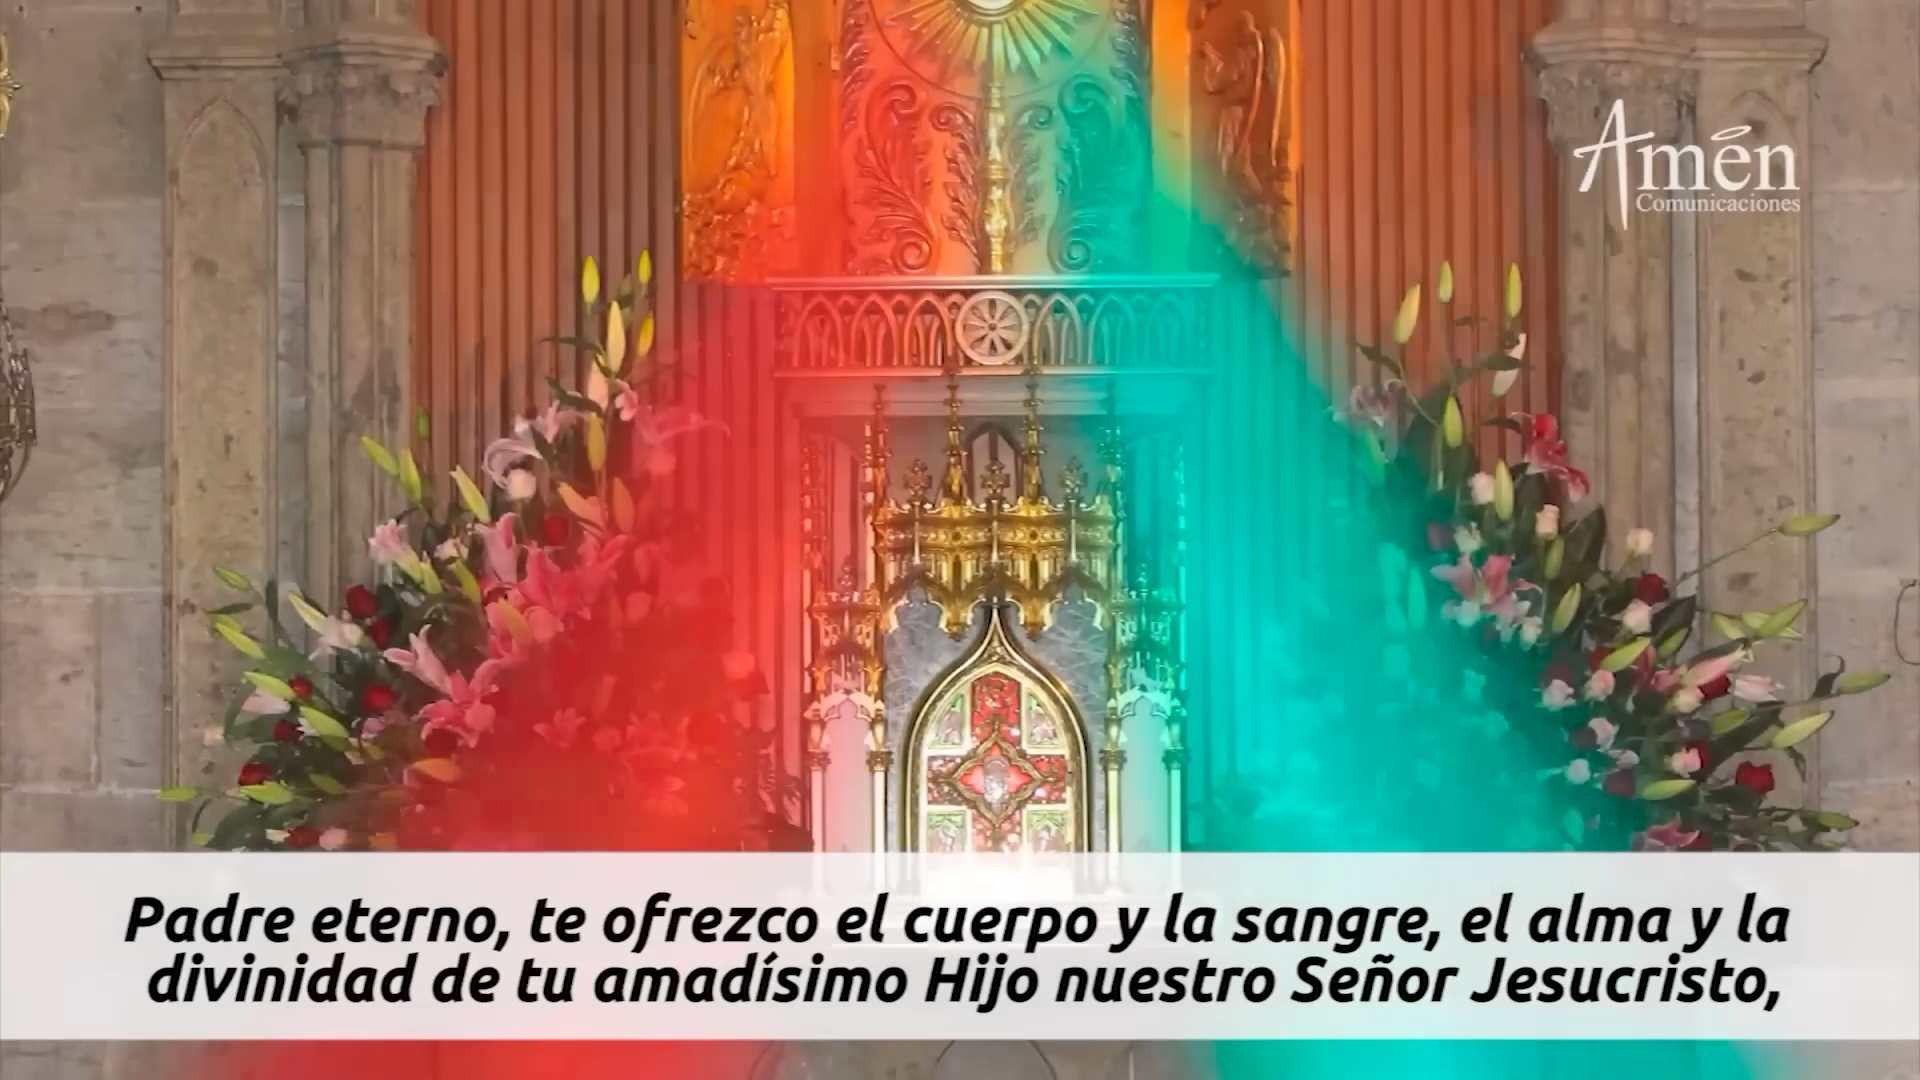 Amén
Comunicaciones
Padre eterno, te ofrezco el cuerpo y la sangre, el alma y la
divinidad de tu amadísimo Hijo nuestro Señor Jesucristo,